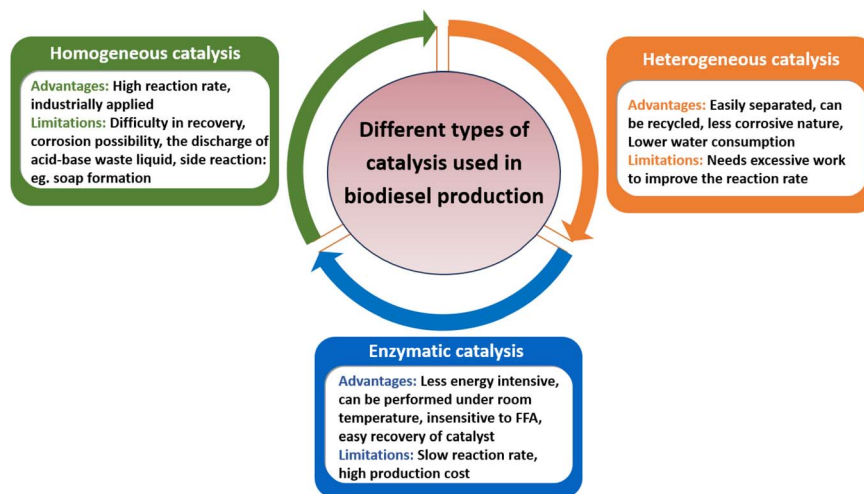 Homogeneous catalysis
Advantages: High reaction rate,
industrially applied
Limitations: Difficulty in recovery,
corrosion possibility, the discharge of
acid-base waste liquid, side reaction:
eg. soap formation
Different types of
catalysis used in
biodiesel production
Heterogeneous catalysis
Advantages: Easily separated, can
be recycled, less corrosive nature,
Lower water consumption
Limitations: Needs excessive work
to improve the reaction rate
Enzymatic catalysis
Advantages: Less energy intensive,
can be performed under room
temperature, insensitive to FFA,
easy recovery of catalyst
Limitations: Slow reaction rate,
high production cost